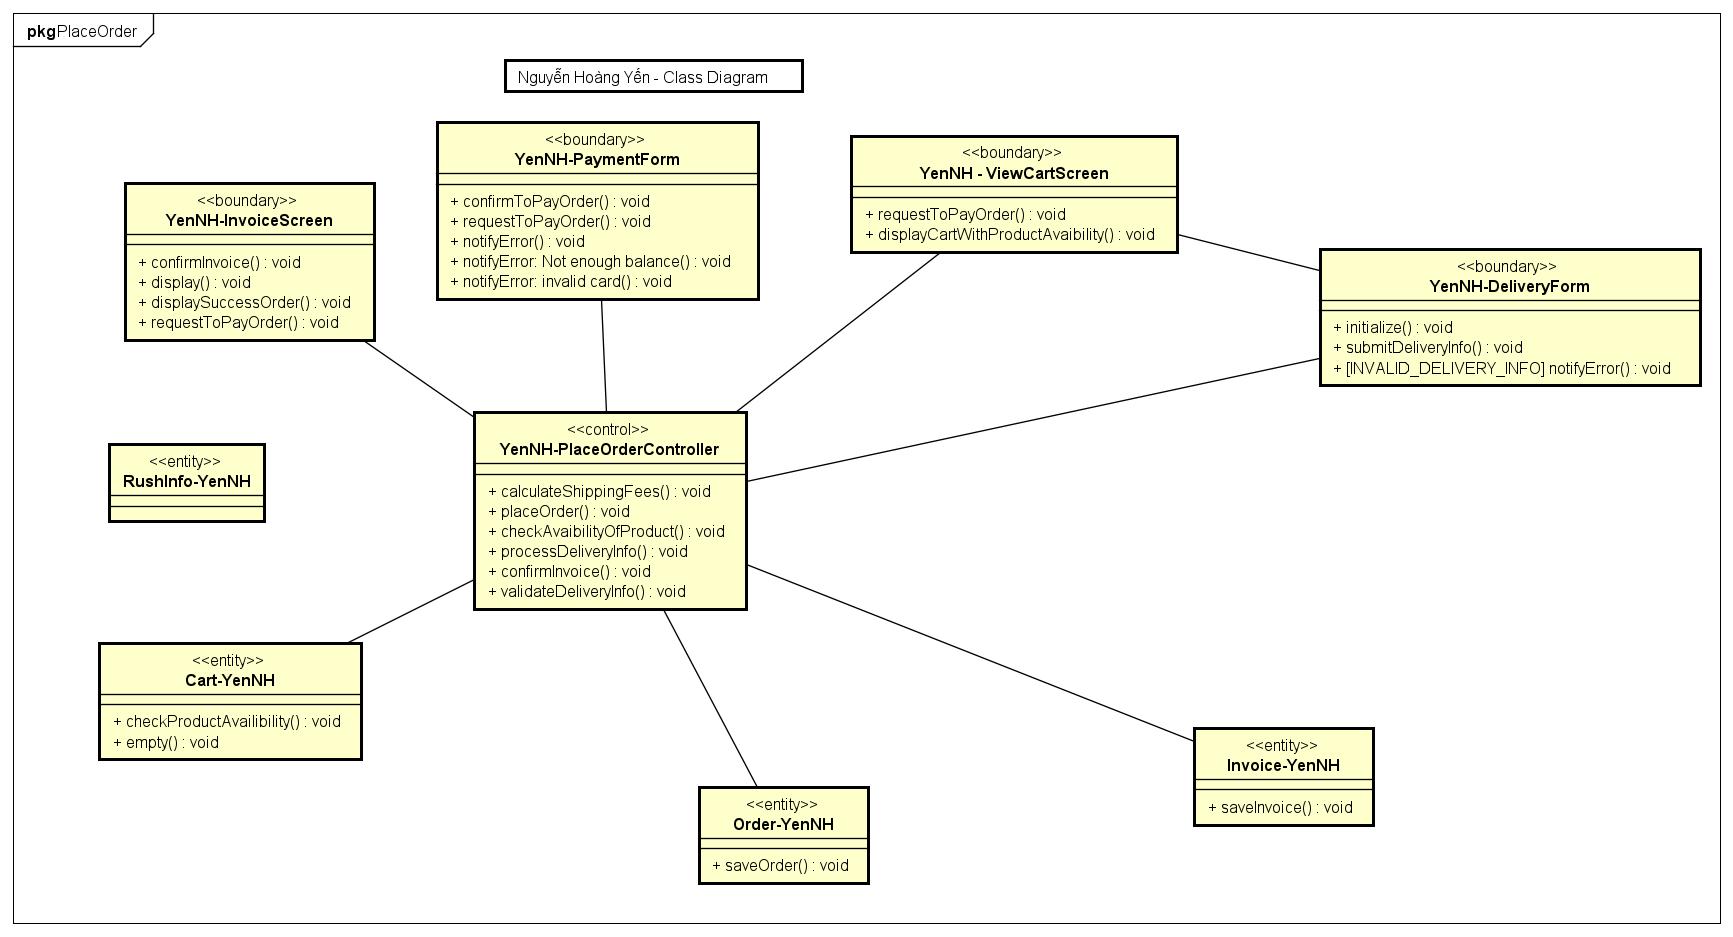 pkgPlaceOrder
Nguyễn Hoàng Yến - Class Diagram
<<boundary>>
YenNH-PaymentForm
+ confirmToPayOrder() : void
+ requestToPayOrder() : void
+ notifyError() : void
+ notifyError: Not enough balance() : void
+ notifyError: invalid card() : void
<<boundary>>
YenNH - ViewCartScreen
+ requestToPayOrder() : void
+ displayCartWithProductAvaibility() : void
<<boundary>>
YenNH-InvoiceScreen
+ confirmInvoice() : void
+ display() : void
+ displaySuccessOrder() : void
+ requestToPayOrder() : void
<<boundary>>
YenNH-DeliveryForm
+ initialize() : void
+ submitDeliveryInfo() : void
+ [INVALID_DELIVERY_INFO] notifyError() : void
<<control>>
YenNH-PlaceOrderController
+ calculateShippingFees() : void
+ placeOrder() : void
+ checkAvaibilityOfProduct() : void
+ processDeliveryInfo() : void
+ confirmInvoice() : void
+ validateDeliveryInfo() : void
<<entity>>
RushInfo-YenNH
<<entity>>
Cart-YenNH
+ checkProductAvailibility() : void
+ empty() : void
<<entity>>
Order-YenNH
+ saveOrder() : void
<<entity>>
Invoice-YenNH
+ saveInvoice() : void